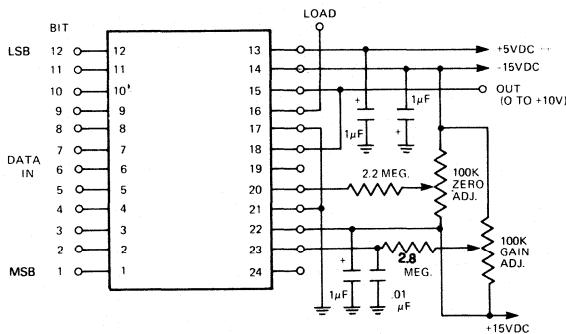 LOAD
BIT
LSB 12 12 13 +5VDC
11 11 14 -15VDC
10 10 15 OUT
(O TO +10V)
9 9 16
1μF
8 8 17
+ +
1μF
7 7 18
DATA
IN
6 6 19
2.2 MEG.
100K
ZERO
ADJ.
5 5 20
4 4 21
3 3 22
2 2 23
2.8
MEG.
100K
GAIN
ADJ.
MSB 1 1 24
+
1μF
.01
μF
+15VDC